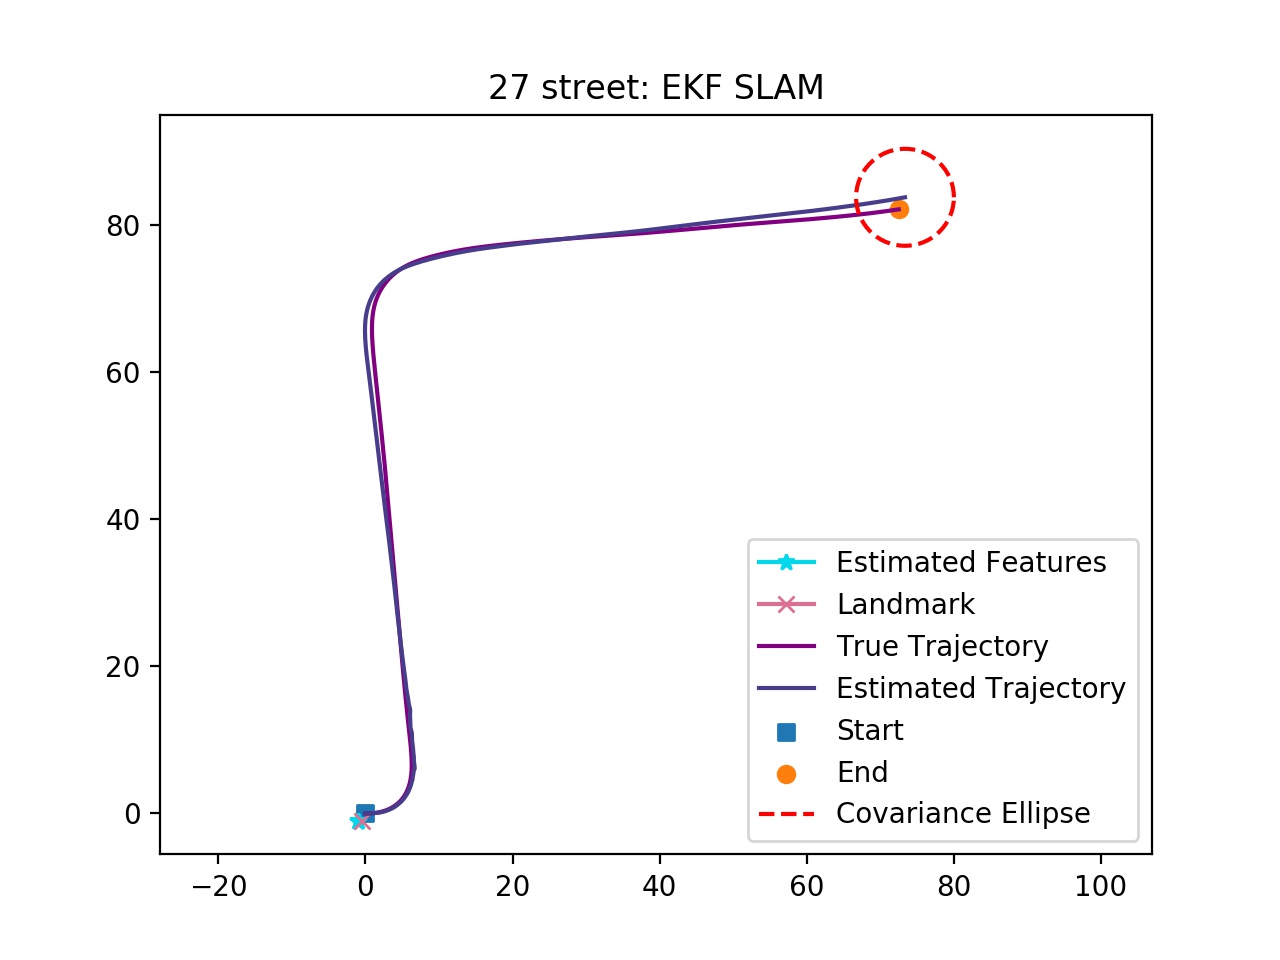 27 street: EKF SLAM
80
60
40
20
0
−20 0 20 40 60 80 100
Estimated Features
Landmark
True Trajectory
Estimated Trajectory
Start
End
Covariance Ellipse